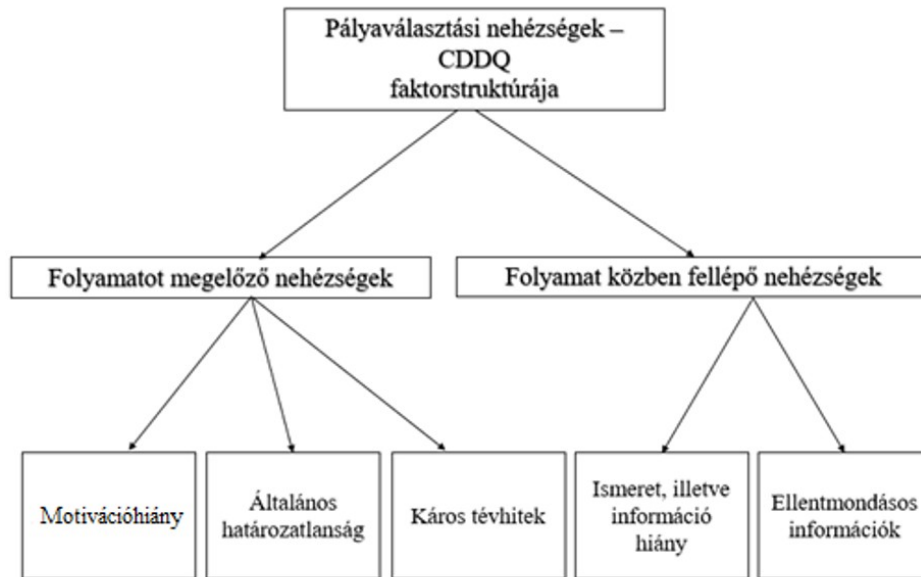 Pályaválasztási nehézségek –
CDDQ
faktorstruktúrája
Folyamatot megelőző nehézségek
Folyamat közben fellépő nehézségek
Motivációhiány
Általános
határozatlanság
Káros tévhitek
Ismeret, illetve
információ
hiány
Ellentmondásos
információk